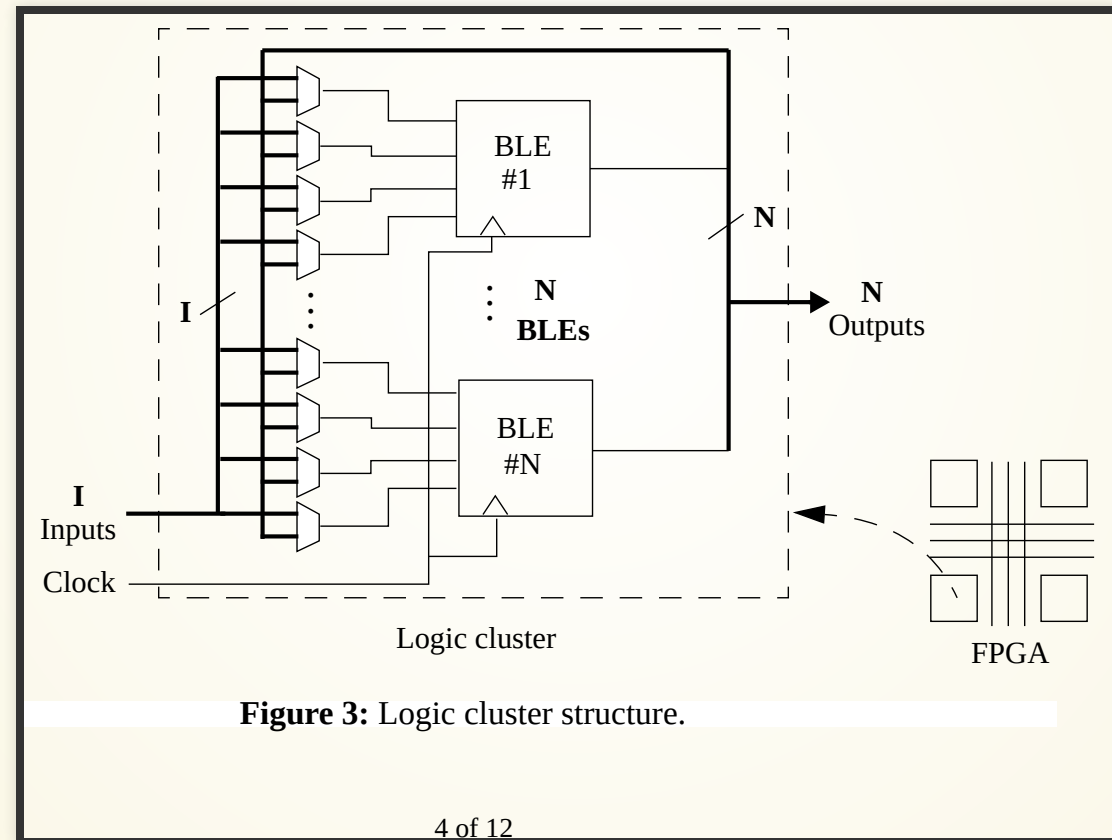 BLE
#1
N
I
N
BLEs
N
Outputs
BLE
#N
I
Inputs
Clock
Logic cluster
FPGA
Figure 3: Logic cluster structure.
4 of 12